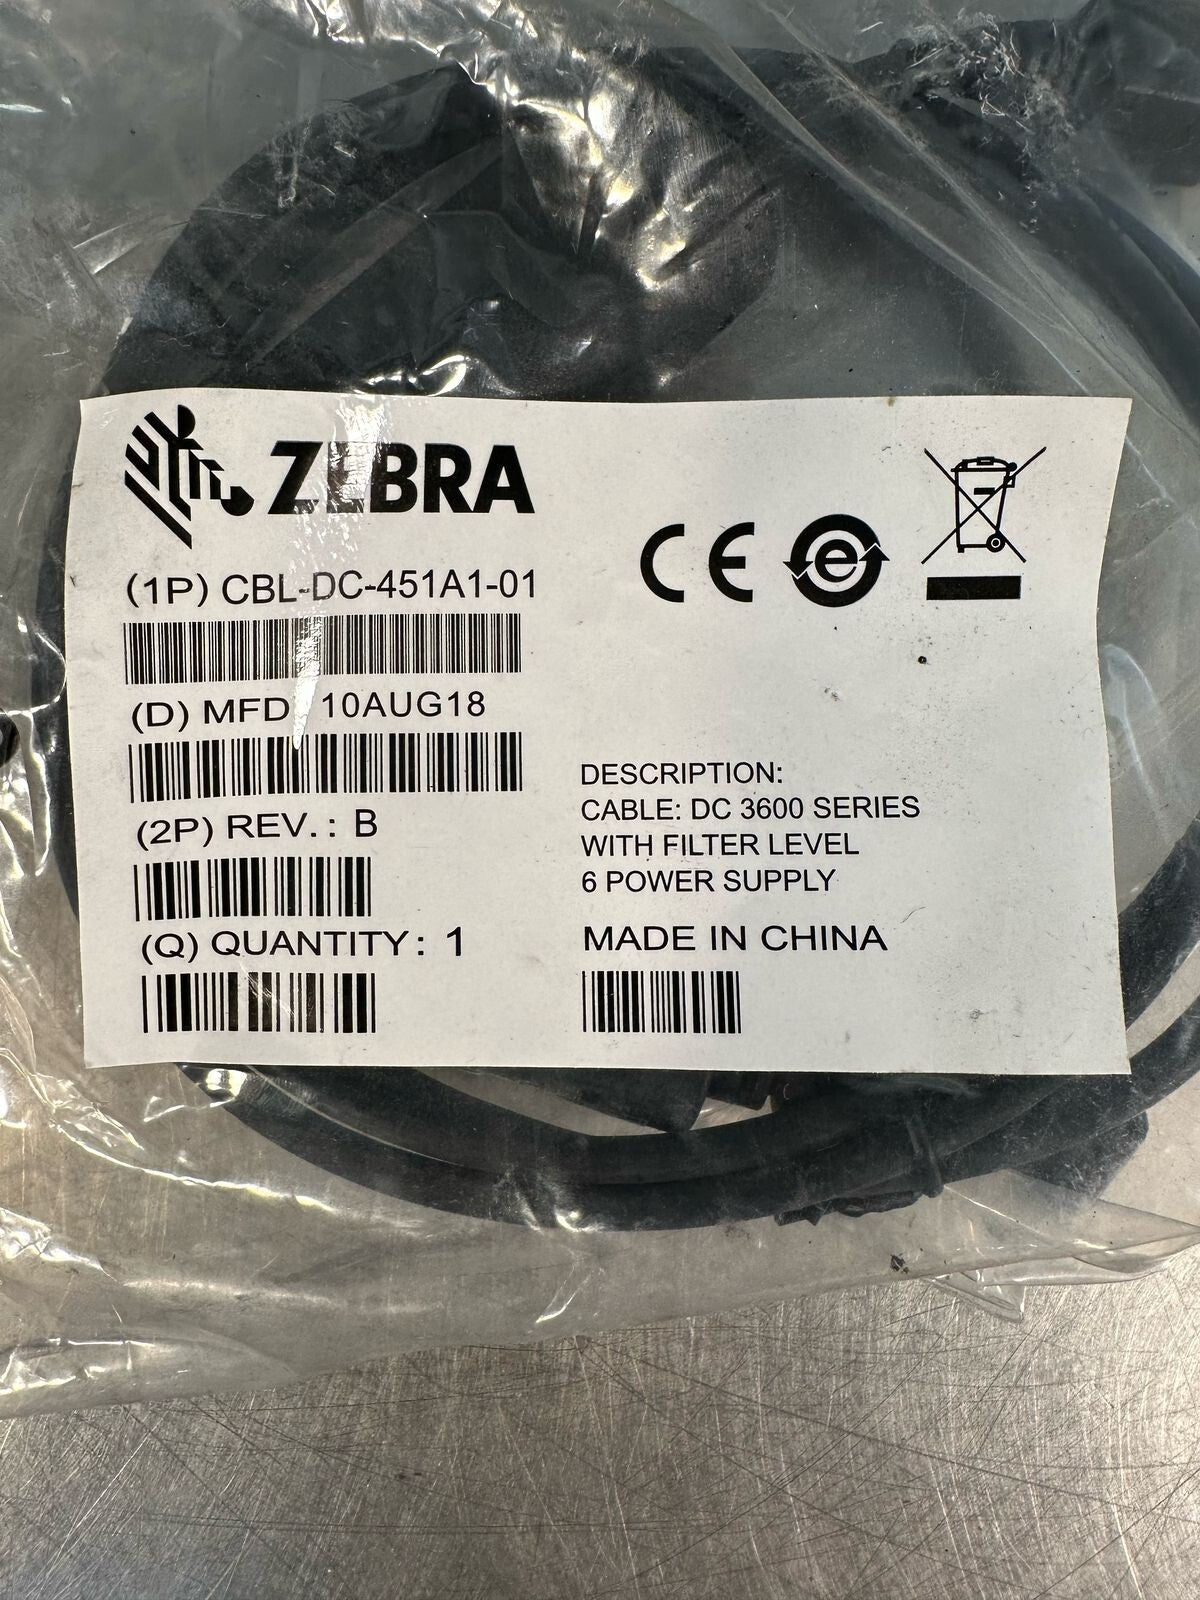 ZEBRA
(1P) CBL-DC-451A1-01
(D) MFD 10AUG18
(2P) REV.: B
(Q) QUANTITY: 1
CE
e
DESCRIPTION:
CABLE: DC 3600 SERIES
WITH FILTER LEVEL
6 POWER SUPPLY
MADE IN CHINA